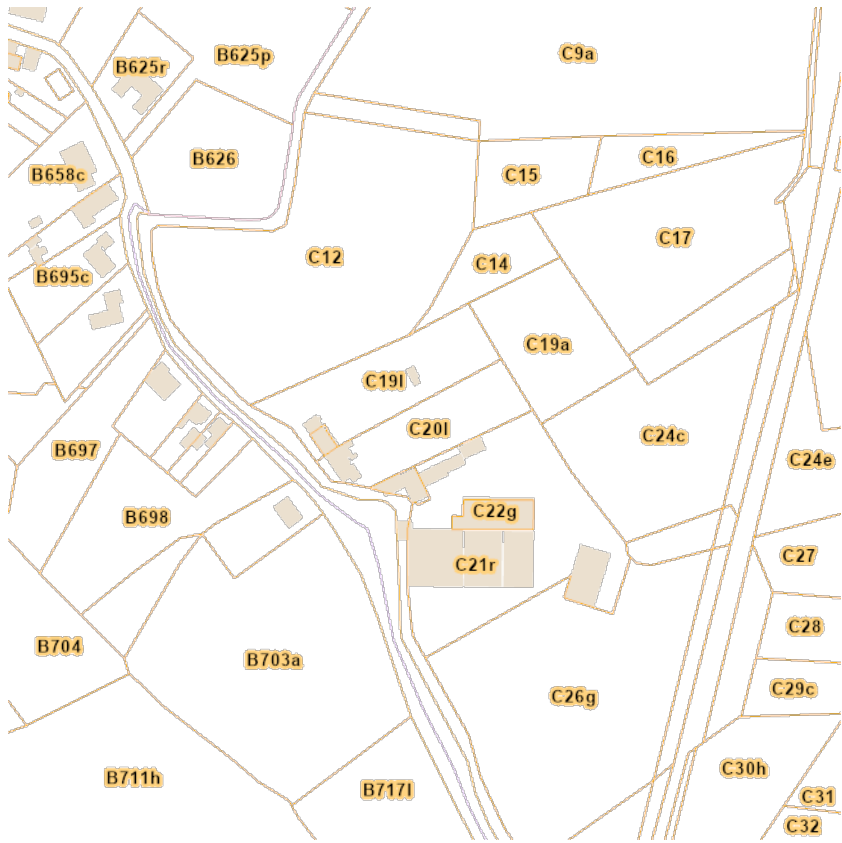 C9a
B625p
B625r
B626
C16
C15
B658c
C17
C12
C14
B695c
C19a
C19l
C20l
C24c
B697
C24e
C22g
B698
C27
C21r
C28
B704
B703a
C29c
C26g
C30h
B711h
B717l
C31
C32